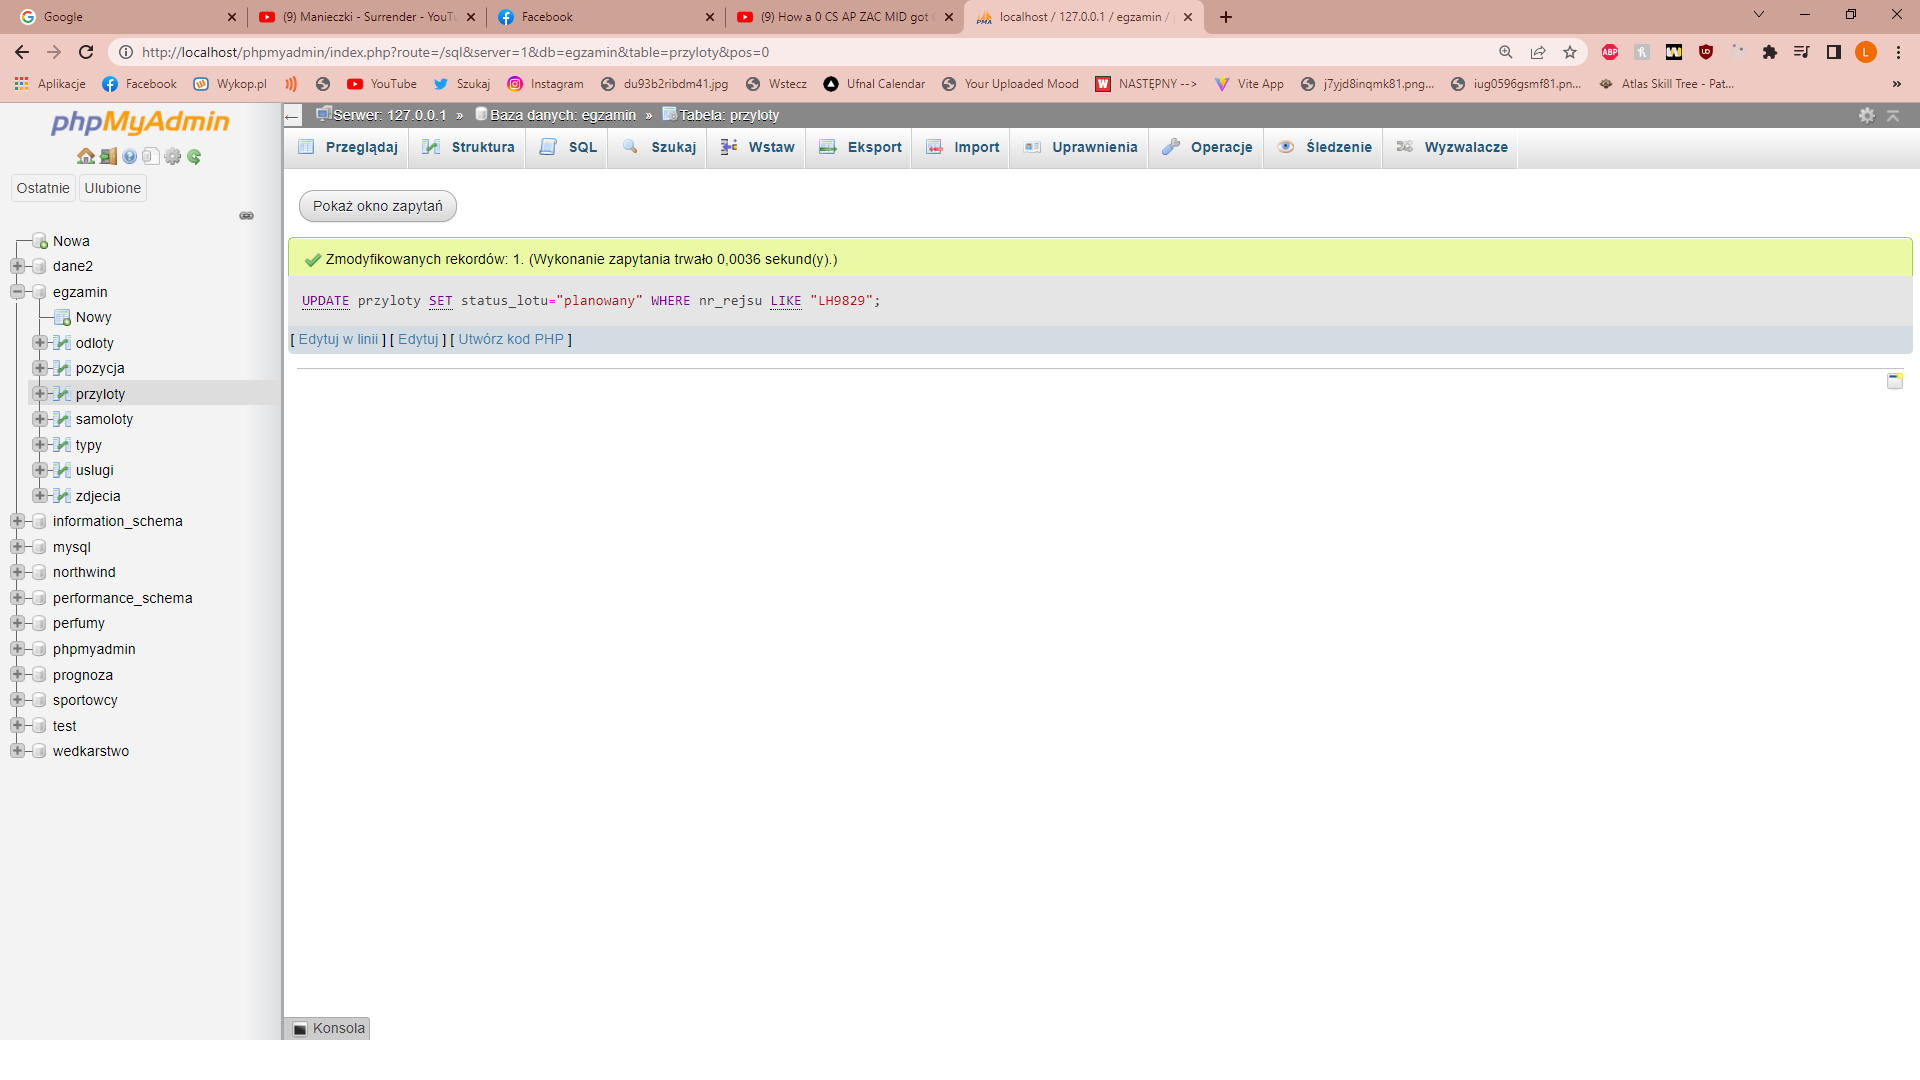 Google
(9) Manieczki - Surrender - YouTu
Facebook
(9) How a 0 CS AP ZAC MID got
localhost / 127.0.0.1 / egzamin /
http://localhost/phpmyadmin/index.php?route=/sql&server=1&db=egzamin&table=przyloty&pos=0
ABP
L
Aplikacje
Facebook
Wykop.pl
YouTube
Szukaj
Instagram
du93b2ribdm41.jpg
Wstecz
Ufnal Calendar
Your Uploaded Mood
NASTĘPNY -->
Vite App
j7yjd8inqmk81.png...
iug0596gsmf81.pn...
Atlas Skill Tree - Pat...
»
phpMyAdmin
Ostatnie
Ulubione
Nowa
dane2
egzamin
Nowy
odloty
pozycja
przyloty
samoloty
typy
uslugi
zdjecia
information_schema
mysql
northwind
performance_schema
perfumy
phpmyadmin
prognoza
sportowcy
test
wedkarstwo
Serwer: 127.0.0.1 » Baza danych: egzamin » Tabela: przyloty
Przeglądaj
Struktura
SQL
Szukaj
Wstaw
Eksport
Import
Uprawnienia
Operacje
Śledzenie
Wyzwalacze
Pokaż okno zapytań
Zmodyfikowanych rekordów: 1. (Wykonanie zapytania trwało 0,0036 sekund(y).)
UPDATE przyloty SET status_lotu="planowany" WHERE nr_rejsu LIKE "LH9829";
[ Edytuj w linii ] [ Edytuj ] [ Utwórz kod PHP ]
Konsola